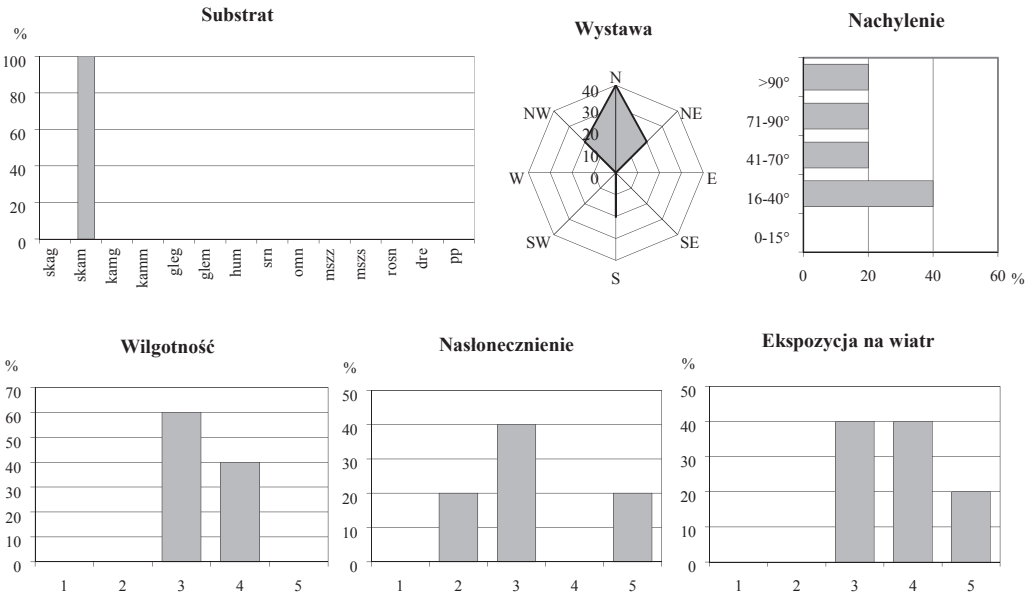 Substrat
%
100
80
60
40
20
0
skag
skam
kamg
kamm
gleg
glem
hum
srn
omn
mszz
mszs
rosn
dre
pp
Wystawa
N
NE
E
SE
S
SW
W
NW
40
30
20
10
0
Nachylenie
>90°
71-90°
41-70°
16-40°
0-15°
0 20 40 60 %
Wilgotność
%
70
60
50
40
30
20
10
0
1 2 3 4 5
Nasłonecznienie
%
50
40
30
20
10
0
1 2 3 4 5
Ekspozycja na wiatr
%
50
40
30
20
10
0
1 2 3 4 5